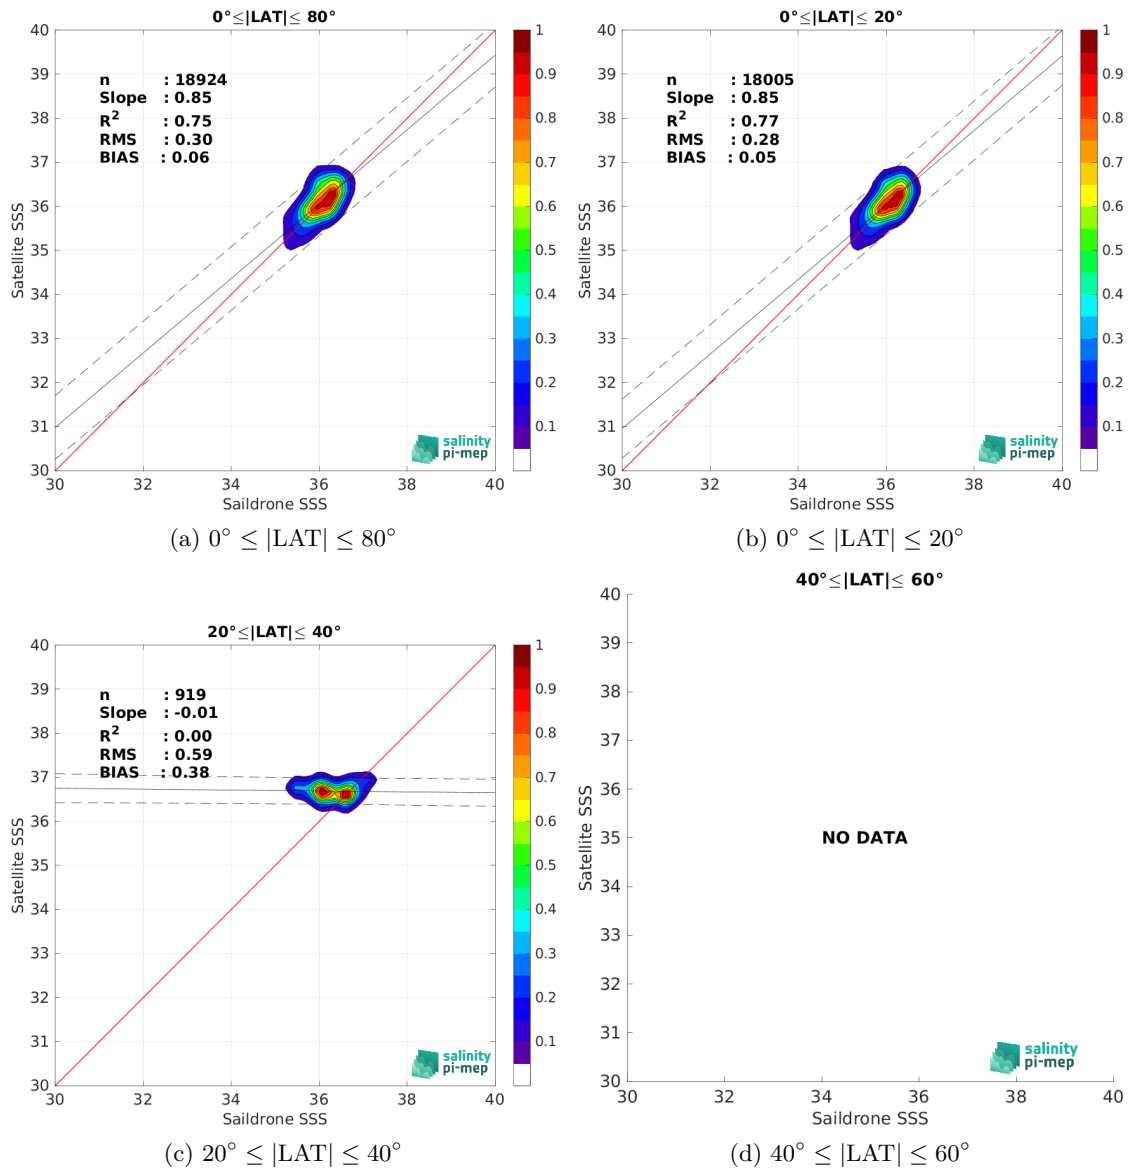 0°≤|LAT|≤ 80°
40
39
38
37
36
35
34
33
32
31
30
Satellite SSS
n : 18924
Slope : 0.85
R² : 0.75
RMS : 0.30
BIAS : 0.06
salinity
pi-mep
30 32 34 36 38 40
Saildrone SSS
1
0.9
0.8
0.7
0.6
0.5
0.4
0.3
0.2
0.1
(a) 0° ≤ |LAT| ≤ 80°
0°≤|LAT|≤ 20°
40
39
38
37
36
35
34
33
32
31
30
Satellite SSS
n : 18005
Slope : 0.85
R² : 0.77
RMS : 0.28
BIAS : 0.05
salinity
pi-mep
30 32 34 36 38 40
Saildrone SSS
1
0.9
0.8
0.7
0.6
0.5
0.4
0.3
0.2
0.1
(b) 0° ≤ |LAT| ≤ 20°
20°≤|LAT|≤ 40°
40
39
38
37
36
35
34
33
32
31
30
Satellite SSS
n : 919
Slope : -0.01
R² : 0.00
RMS : 0.59
BIAS : 0.38
salinity
pi-mep
30 32 34 36 38 40
Saildrone SSS
1
0.9
0.8
0.7
0.6
0.5
0.4
0.3
0.2
0.1
(c) 20° ≤ |LAT| ≤ 40°
40°≤|LAT|≤ 60°
40
39
38
37
36
35
34
33
32
31
30
Satellite SSS
NO DATA
salinity
pi-mep
30 32 34 36 38 40
Saildrone SSS
(d) 40° ≤ |LAT| ≤ 60°